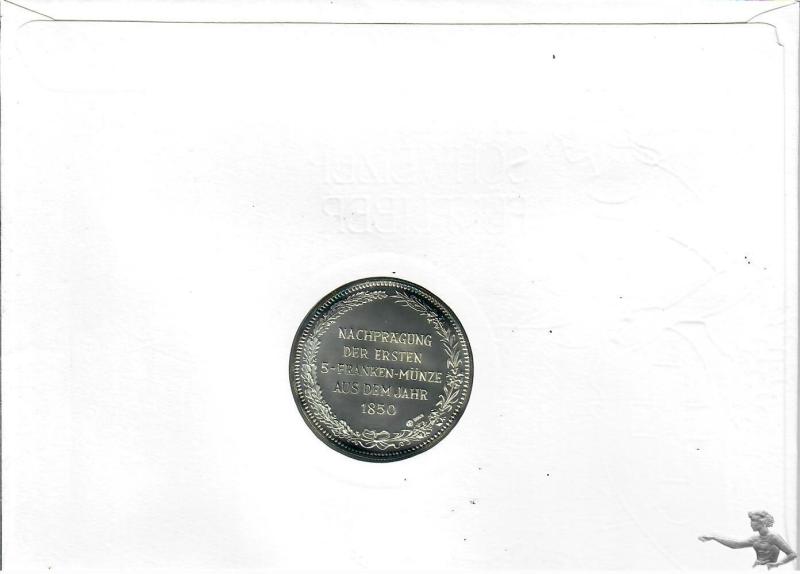 NACHPRÄGUNG
DER ERSTEN
5-FRANKEN-MÜNZE
AUS DEM JAHR
1850